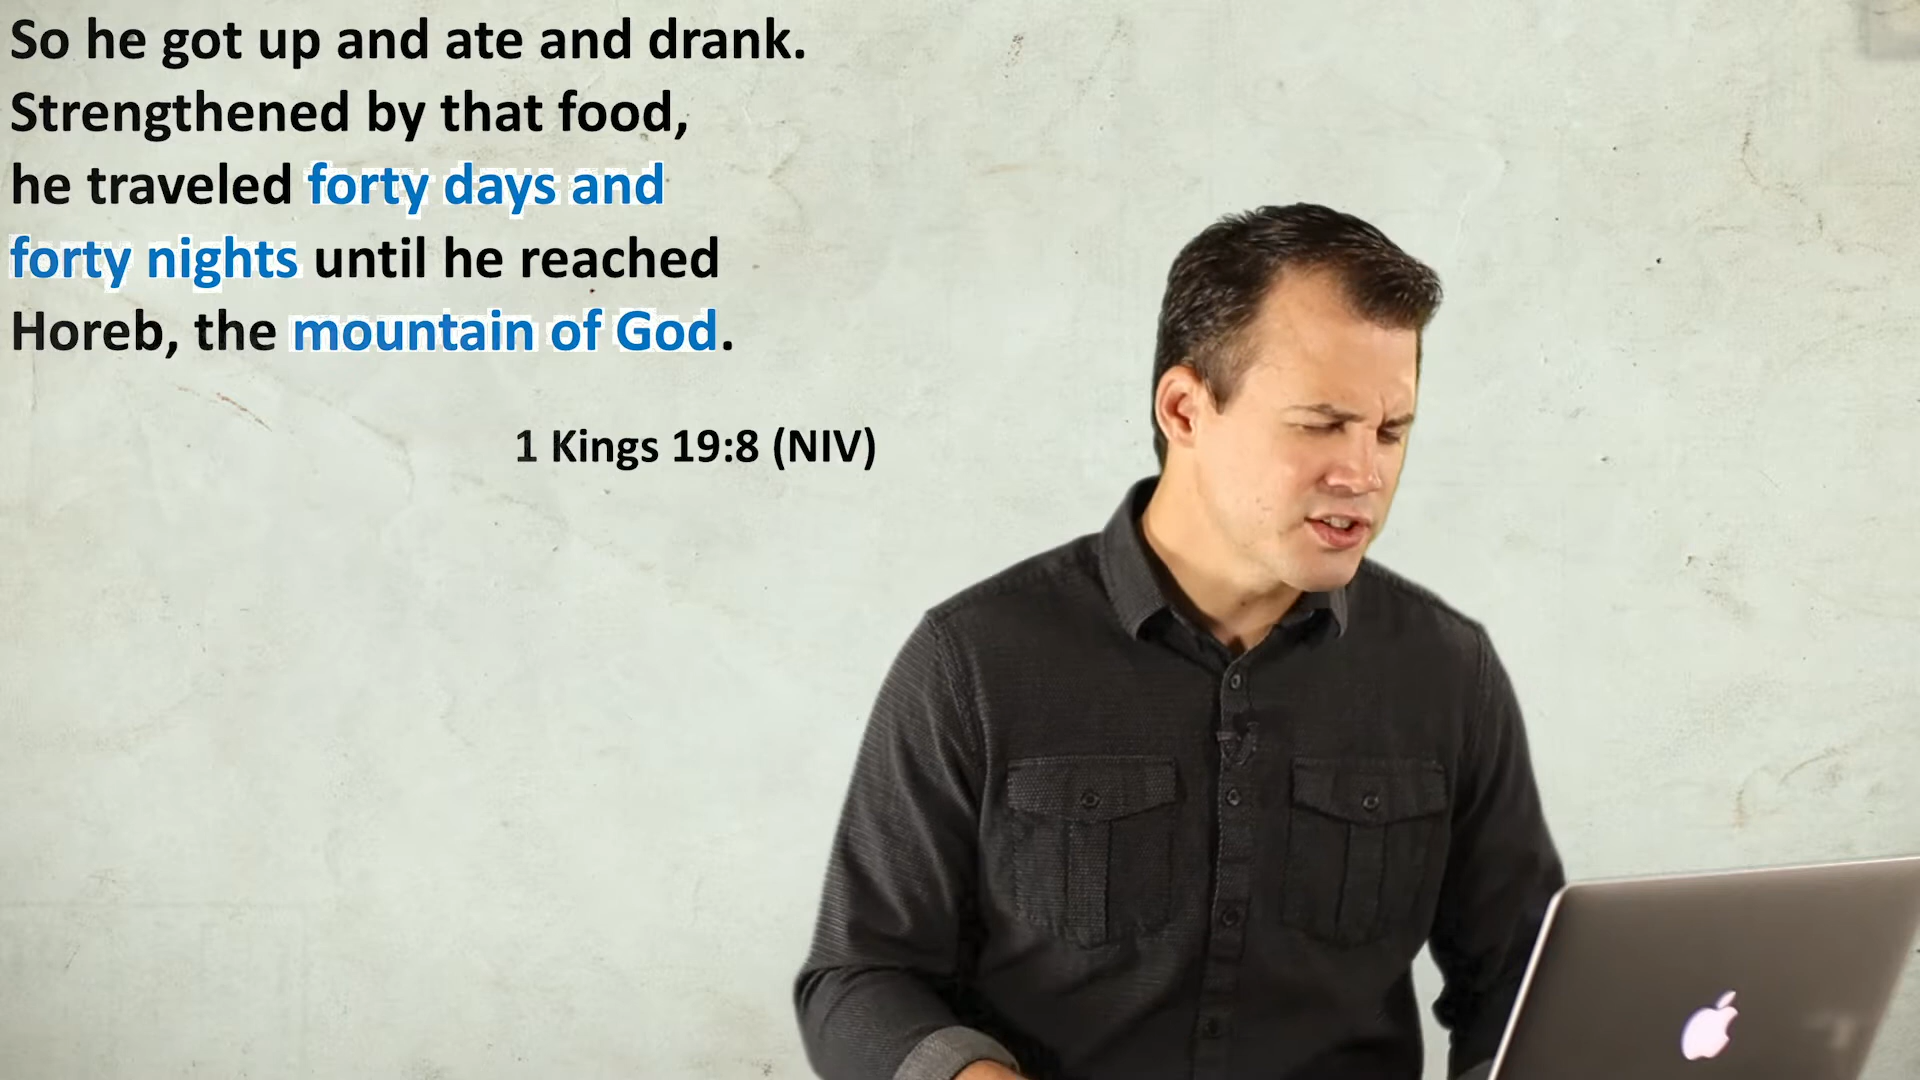 So he got up and ate and drank.
Strengthened by that food,
he traveled forty days and
forty nights until he reached
Horeb, the mountain of God.
1 Kings 19:8 (NIV)